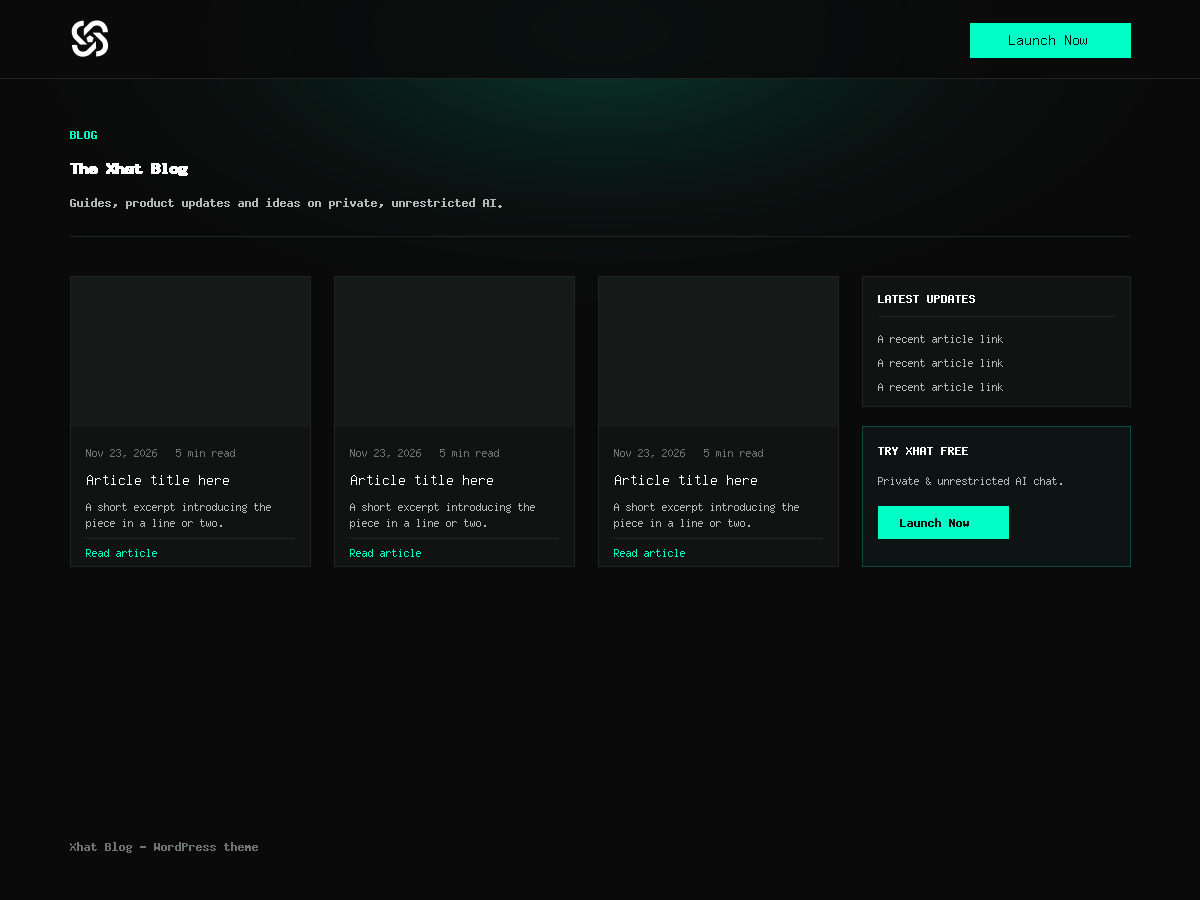 Launch Now
BLOG
The Xhat Blog
Guides, product updates and ideas on private, unrestricted AI.
Nov 23, 2026 5 min read
Article title here
A short excerpt introducing the
piece in a line or two.
Read article
Nov 23, 2026 5 min read
Article title here
A short excerpt introducing the
piece in a line or two.
Read article
Nov 23, 2026 5 min read
Article title here
A short excerpt introducing the
piece in a line or two.
Read article
LATEST UPDATES
A recent article link
A recent article link
A recent article link
TRY XHAT FREE
Private & unrestricted AI chat.
Launch Now
Xhat Blog - WordPress theme